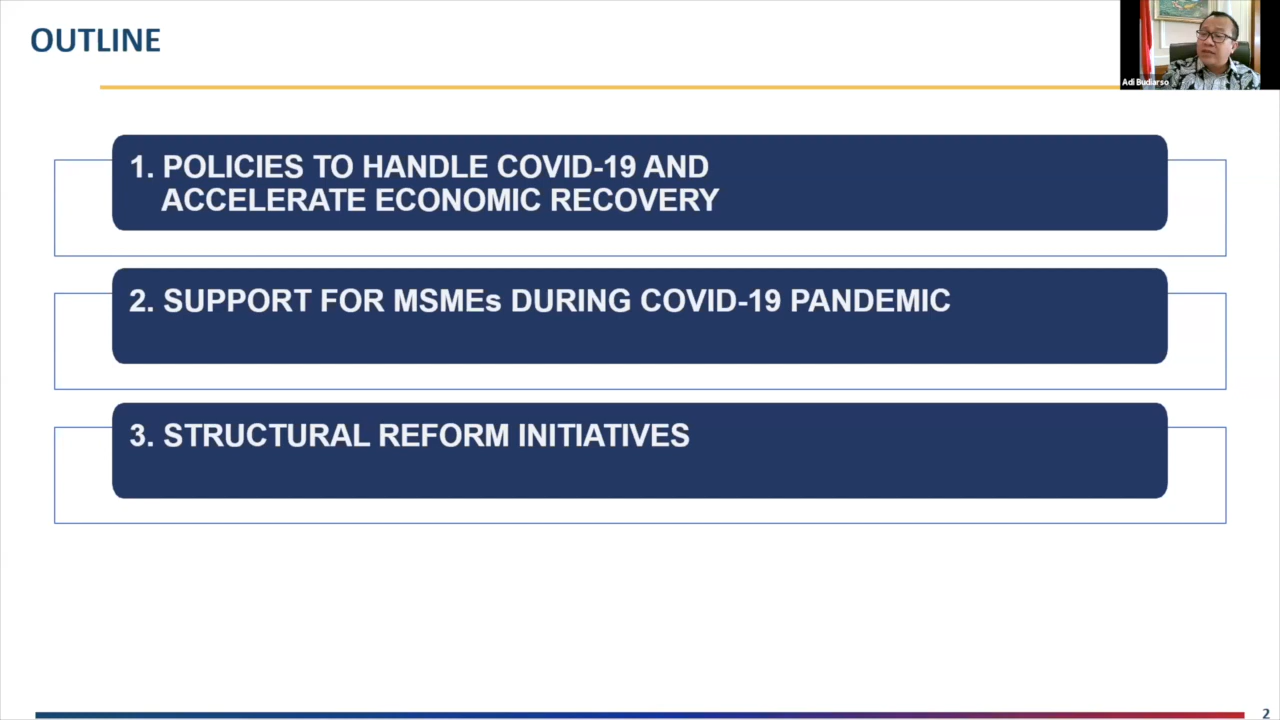 OUTLINE
Adi Budiarso
1. POLICIES TO HANDLE COVID-19 AND
ACCELERATE ECONOMIC RECOVERY
2. SUPPORT FOR MSMEs DURING COVID-19 PANDEMIC
3. STRUCTURAL REFORM INITIATIVES
2